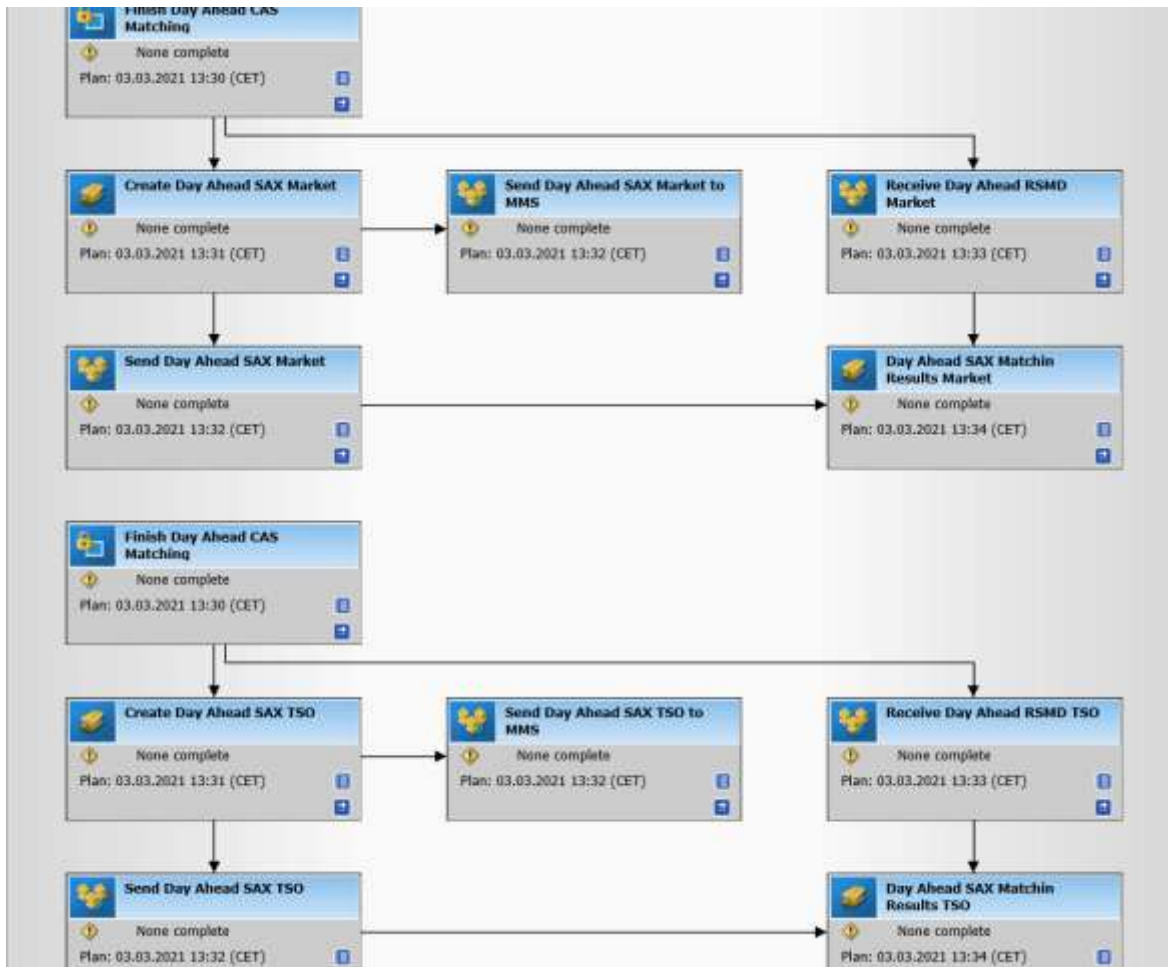 Finish Day Ahead CAS
Matching
None complete
Plan: 03.03.2021 13:30 (CET)
Create Day Ahead SAX Market
None complete
Plan: 03.03.2021 13:31 (CET)
Send Day Ahead SAX Market to
MMS
None complete
Plan: 03.03.2021 13:32 (CET)
Receive Day Ahead RSMD
Market
None complete
Plan: 03.03.2021 13:33 (CET)
Send Day Ahead SAX Market
None complete
Plan: 03.03.2021 13:32 (CET)
Day Ahead SAX Matchin
Results Market
None complete
Plan: 03.03.2021 13:34 (CET)
Finish Day Ahead CAS
Matching
None complete
Plan: 03.03.2021 13:30 (CET)
Create Day Ahead SAX TSO
None complete
Plan: 03.03.2021 13:31 (CET)
Send Day Ahead SAX TSO to
MMS
None complete
Plan: 03.03.2021 13:32 (CET)
Receive Day Ahead RSMD TSO
None complete
Plan: 03.03.2021 13:33 (CET)
Send Day Ahead SAX TSO
None complete
Plan: 03.03.2021 13:32 (CET)
Day Ahead SAX Matchin
Results TSO
None complete
Plan: 03.03.2021 13:34 (CET)